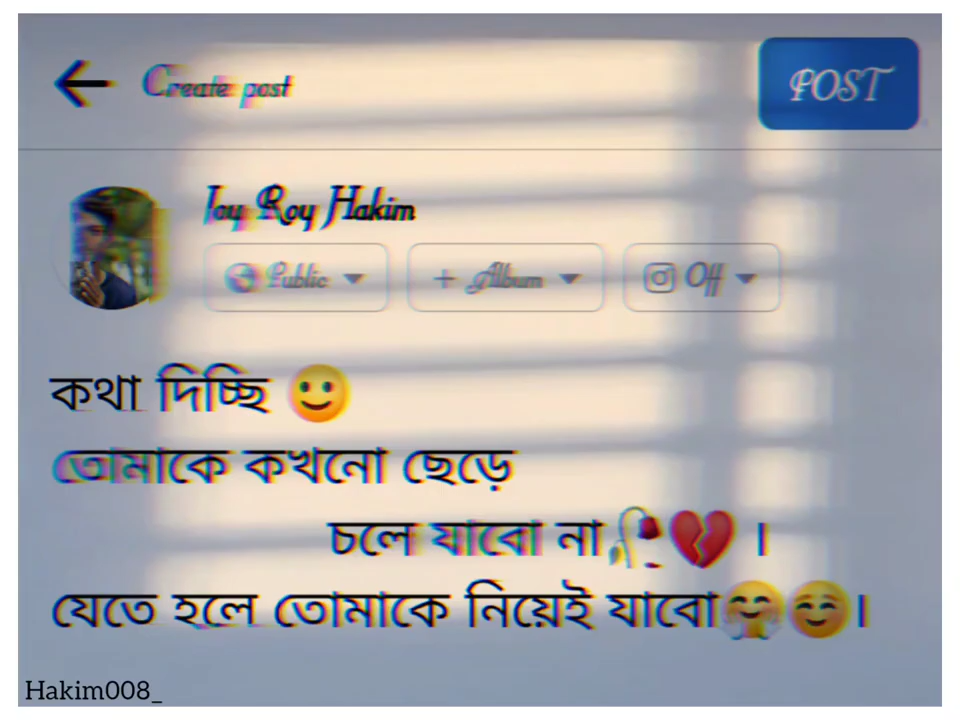 Create post
POST
Joy Roy Hakim
Public
+ Album
Off
কথা দিচ্ছি 🙂
তোমাকে কখনো ছেড়ে
চলে যাবো না🥀💔 ।
যেতে হলে তোমাকে নিয়েই যাবো🤗😊।
Hakim008_